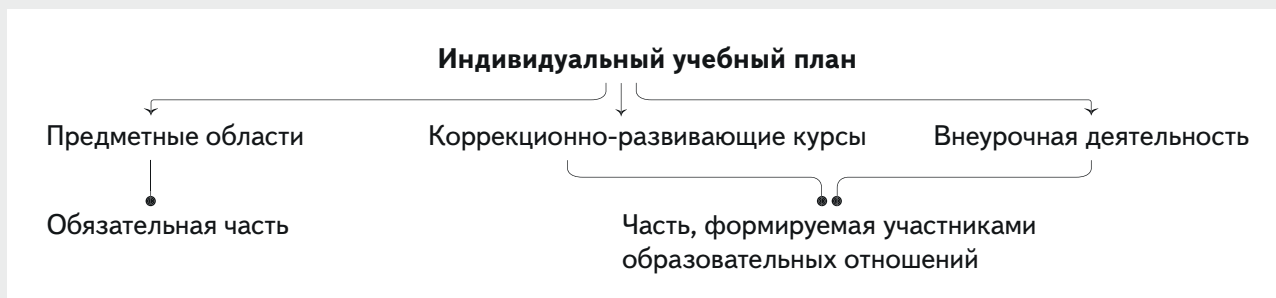 Индивидуальный учебный план
Предметные области
Коррекционно-развивающие курсы
Внеурочная деятельность
Обязательная часть
Часть, формируемая участниками
образовательных отношений